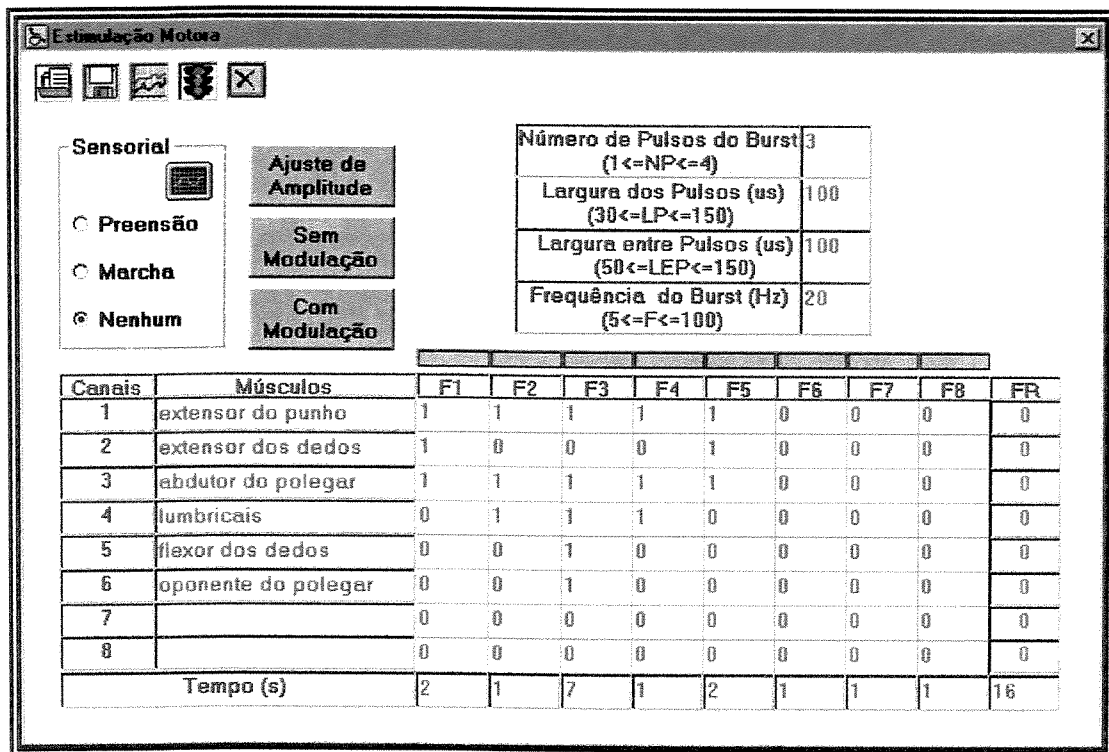 Estimulação Motora
Sensorial
Preensão
Marcha
Nenhum
Ajuste de
Amplitude
Sem
Modulação
Com
Modulação
Número de Pulsos do Burst 3
(1<=NP<=4)
Largura dos Pulsos (us) 100
(30<=LP<=150)
Largura entre Pulsos (us) 100
(50<=LEP<=150)
Frequência do Burst (Hz) 20
(5<=F<=100)
Canais Músculos F1 F2 F3 F4 F5 F6 F7 F8 FR
1 extensor do punho 1 1 1 1 1 0 0 0 0
2 extensor dos dedos 1 0 0 0 1 0 0 0 0
3 abdutor do polegar 1 1 1 1 1 0 0 0 0
4 lumbricais 0 1 1 1 0 0 0 0 0
5 flexor dos dedos 0 0 1 0 0 0 0 0 0
6 oponente do polegar 0 0 1 0 0 0 0 0 0
7 0 0 0 0 0 0 0 0 0
8 0 0 0 0 0 0 0 0 0
Tempo (s) 2 1 7 1 2 1 1 1 16